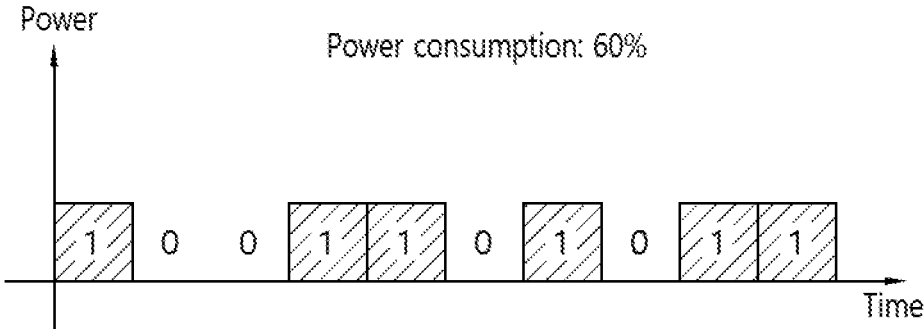 Power
Power consumption: 60%
1 0 0 1 1 0 1 0 1 1
Time